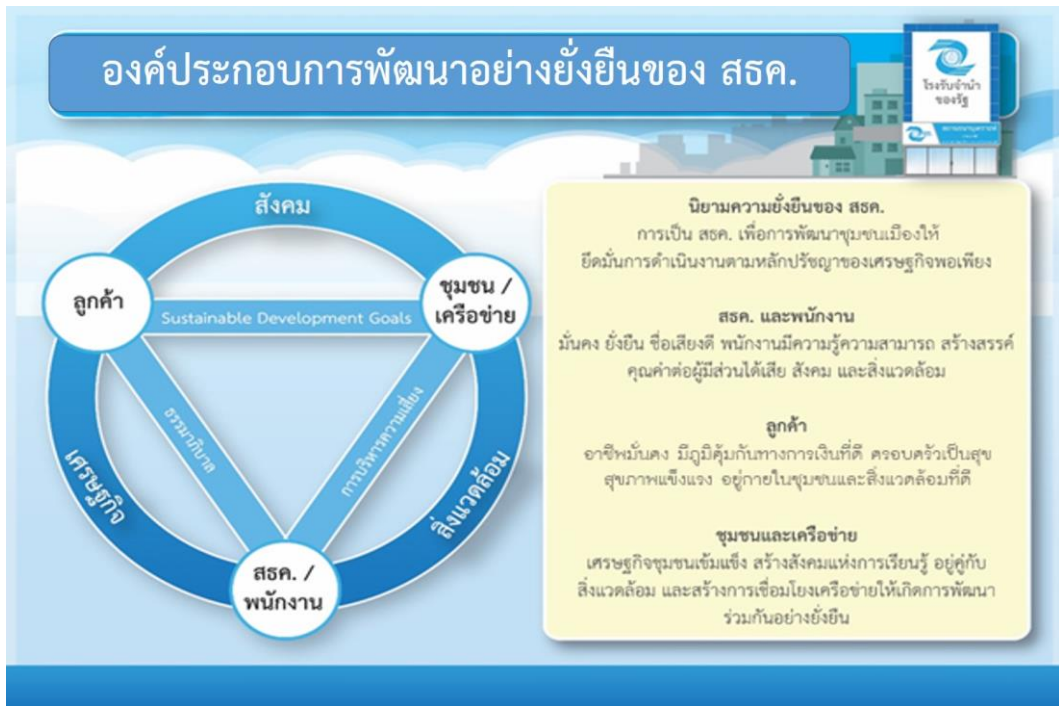 องค์ประกอบการพัฒนาอย่างยั่งยืนของ สธค.
โรงรับจำนำ
ของรัฐ
สังคม
ลูกค้า
ชุมชน /
เครือข่าย
Sustainable Development Goals
ธรรมาภิบาล
การบริหารความเสี่ยง
เศรษฐกิจ
สิ่งแวดล้อม
สธค. /
พนักงาน
นิยามความยั่งยืนของ สธค.
การเป็น สธค. เพื่อการพัฒนาชุมชนเมืองให้
ยึดมั่นการดำเนินงานตามหลักปรัชญาของเศรษฐกิจพอเพียง
สธค. และพนักงาน
มั่นคง ยั่งยืน ชื่อเสียงดี พนักงานมีความรู้ความสามารถ สร้างสรรค์
คุณค่าต่อผู้มีส่วนได้เสีย สังคม และสิ่งแวดล้อม
ลูกค้า
อาชีพมั่นคง มีภูมิคุ้มกันทางการเงินที่ดี ครอบครัวเป็นสุข
สุขภาพแข็งแรง อยู่ภายในชุมชนและสิ่งแวดล้อมที่ดี
ชุมชนและเครือข่าย
เศรษฐกิจชุมชนเข้มแข็ง สร้างสังคมแห่งการเรียนรู้ อยู่คู่กับ
สิ่งแวดล้อม และสร้างการเชื่อมโยงเครือข่ายให้เกิดการพัฒนา
ร่วมกันอย่างยั่งยืน